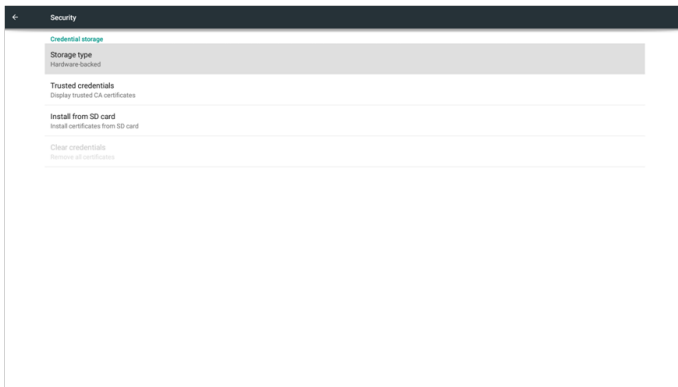 Security
Credential storage
Storage type
Hardware-backed
Trusted credentials
Display trusted CA certificates
Install from SD card
Install certificates from SD card
Clear credentials
Remove all certificates